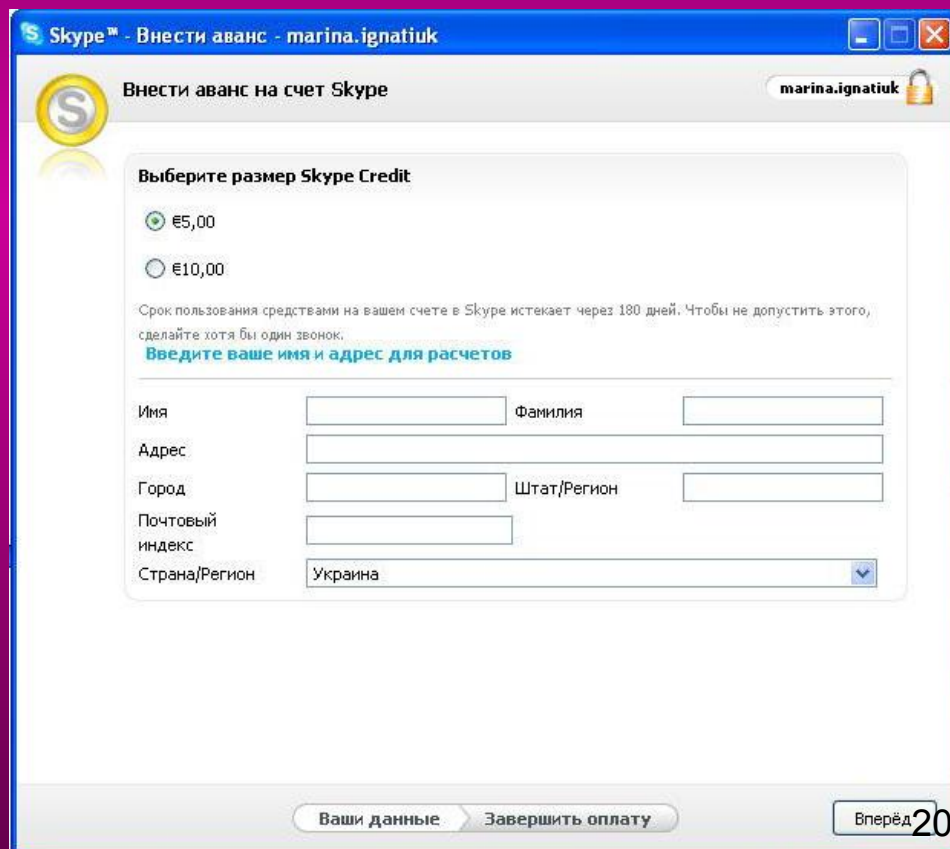 Skype™ - Внести аванс - marina.ignatiuk
Внести аванс на счет Skype
marina.ignatiuk
Выберите размер Skype Credit
€5,00
€10,00
Срок пользования средствами на вашем счете в Skype истекает через 180 дней. Чтобы не допустить этого,
сделайте хотя бы один звонок.
Введите ваше имя и адрес для расчетов
Имя
Фамилия
Адрес
Город
Штат/Регион
Почтовый
индекс
Страна/Регион
Украина
Ваши данные
Завершить оплату
Вперёд
20